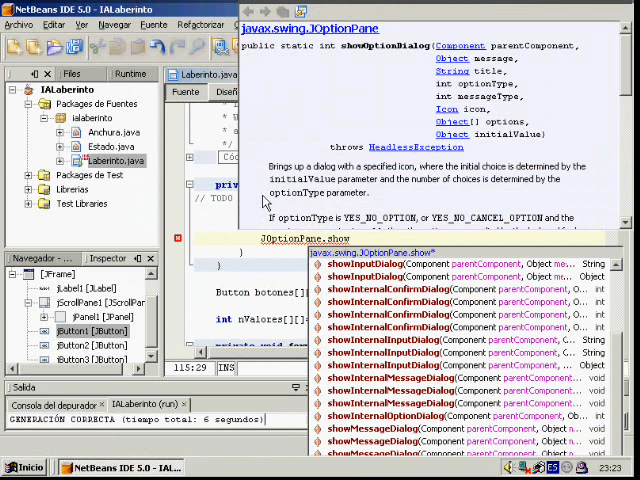 NetBeans IDE 5.0 - IALaberinto
Archivo Editar Ver Navegar Fuente Refactorizar
Files Runtime
IALaberinto
Packages de Fuentes
ialaberinto
Anchura.java
Estado.java
Laberinto.java
Packages de Test
Librerias
Test Libraries
Navegador - Inspector
[JFrame]
jLabel1 [JLabel]
jScrollPane1 [JScrollPane]
jPanel1 [JPanel]
jButton1 [JButton]
jButton2 [JButton]
jButton3 [JButton]
Laberinto.java
Fuente Diseñ
* U
* W
* a
*/
Cód
priv
// TODO
JOptionPane.show
}
}
Button botones[]
int nValores[][]=
private void for
115:29 INS
javax.swing.JOptionPane
public static int showOptionDialog(Component parentComponent,
Object message,
String title,
int optionType,
int messageType,
Icon icon,
Object[] options,
Object initialValue)
throws HeadlessException
Brings up a dialog with a specified icon, where the initial choice is determined by the
initialValue parameter and the number of choices is determined by the
optionType parameter.
If optionType is YES_NO_OPTION, or YES_NO_CANCEL_OPTION and the
javax.swing.JOptionPane.show*
showInputDialog(Component parentComponent, Object me... String
showInputDialog(Component parentComponent, Object me... Object
showInternalConfirmDialog(Component parentComponent, O... int
showInternalConfirmDialog(Component parentComponent, O... int
showInternalConfirmDialog(Component parentComponent, O... int
showInternalConfirmDialog(Component parentComponent, O... int
showInternalInputDialog(Component parentComponent, C... String
showInternalInputDialog(Component parentComponent, C... String
showInternalInputDialog(Component parentComponent, O... Object
showInternalMessageDialog(Component parentComponent, ... void
showInternalMessageDialog(Component parentComponent, ... void
showInternalMessageDialog(Component parentComponent, ... void
showInternalOptionDialog(Component parentComponent, Obj... int
showMessageDialog(Component parentComponent, Object n... void
showMessageDialog(Component parentComponent, Object n... void
Salida
Consola del depurador IALaberinto (run)
GENERACIÓN CORRECTA (tiempo total: 6 segundos)
Inicio
NetBeans IDE 5.0 - IAL...
ES
23:23